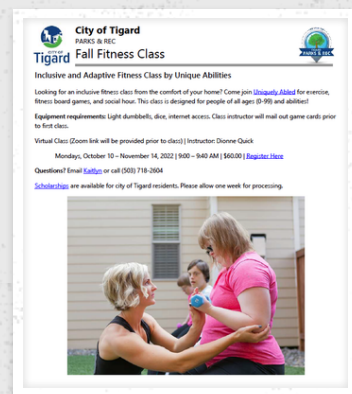 City of Tigard
PARKS & REC
Fall Fitness Class
CITY OF
Tigard
PARKS & REC
Inclusive and Adaptive Fitness Class by Unique Abilities
Looking for an inclusive fitness class from the comfort of your home? Come join Uniquely Abled for exercise,
fitness board games, and social hour. This class is designed for people of all ages (0-99) and abilities!
Equipment requirements: Light dumbbells, dice, internet access. Class instructor will mail out game cards prior
to first class.
Virtual Class (Zoom link will be provided prior to class) | Instructor: Dionne Quick
Mondays, October 10 – November 14, 2022 | 9:00 – 9:40 AM | $60.00 | Register Here
Questions? Email Kaitlyn or call (503) 718-2604
Scholarships are available for city of Tigard residents. Please allow one week for processing.